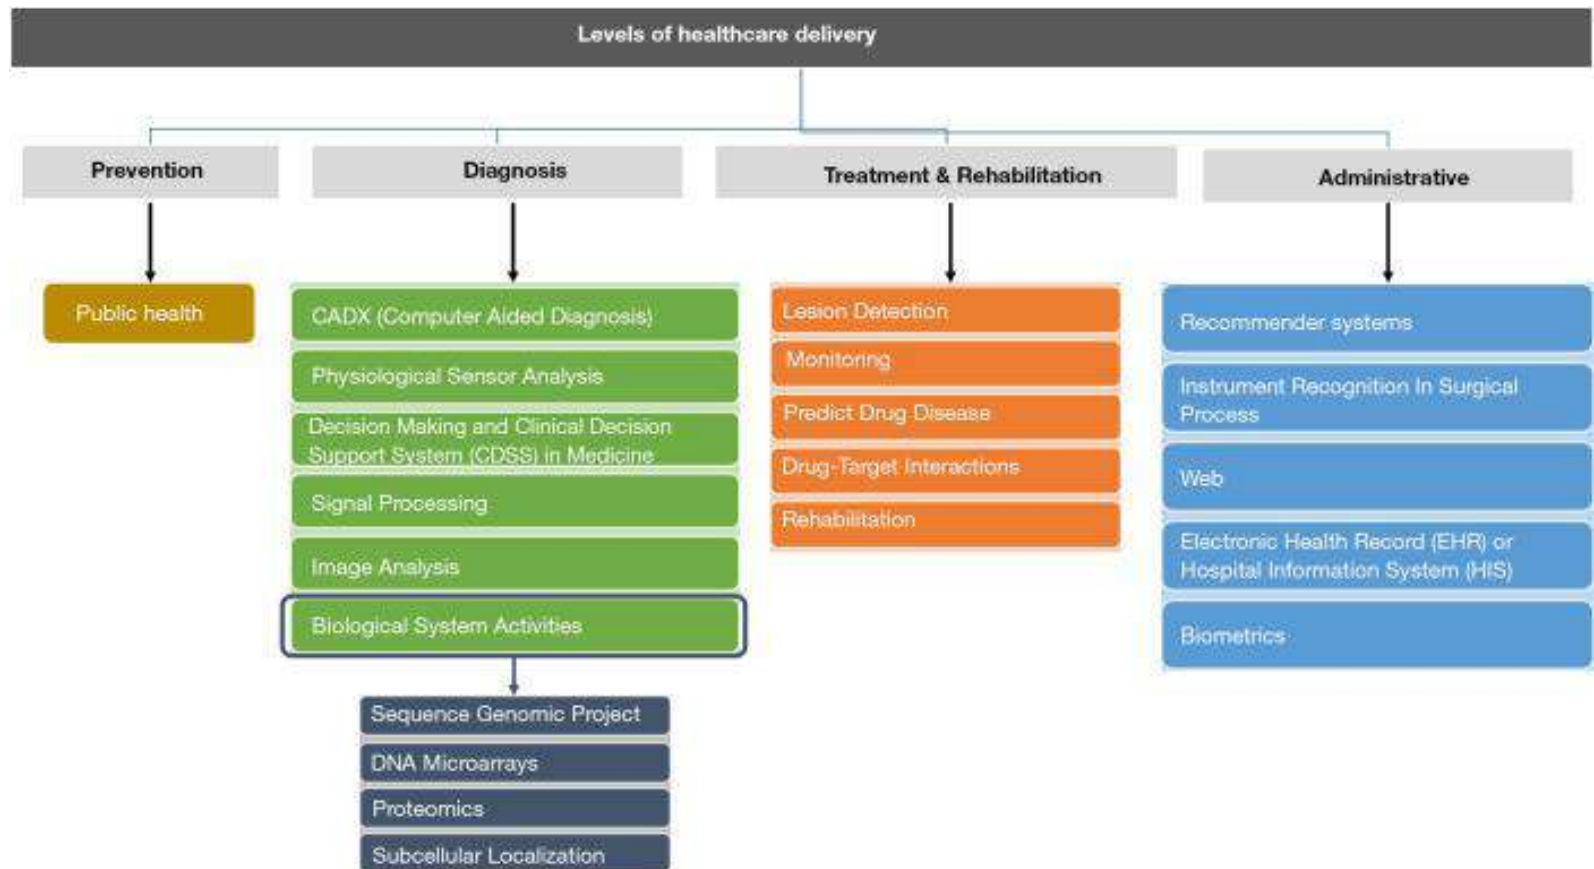 Levels of healthcare delivery
Prevention
Diagnosis
Treatment & Rehabilitation
Administrative
Public health
CADX (Computer Aided Diagnosis)
Physiological Sensor Analysis
Decision Making and Clinical Decision
Support System (CDSS) in Medicine
Signal Processing
Image Analysis
Biological System Activities
Sequence Genomic Project
DNA Microarrays
Proteomics
Subcellular Localization
Lesion Detection
Monitoring
Predict Drug Disease
Drug-Target Interactions
Rehabilitation
Recommender systems
Instrument Recognition In Surgical
Process
Web
Electronic Health Record (EHR) or
Hospital Information System (HIS)
Biometrics